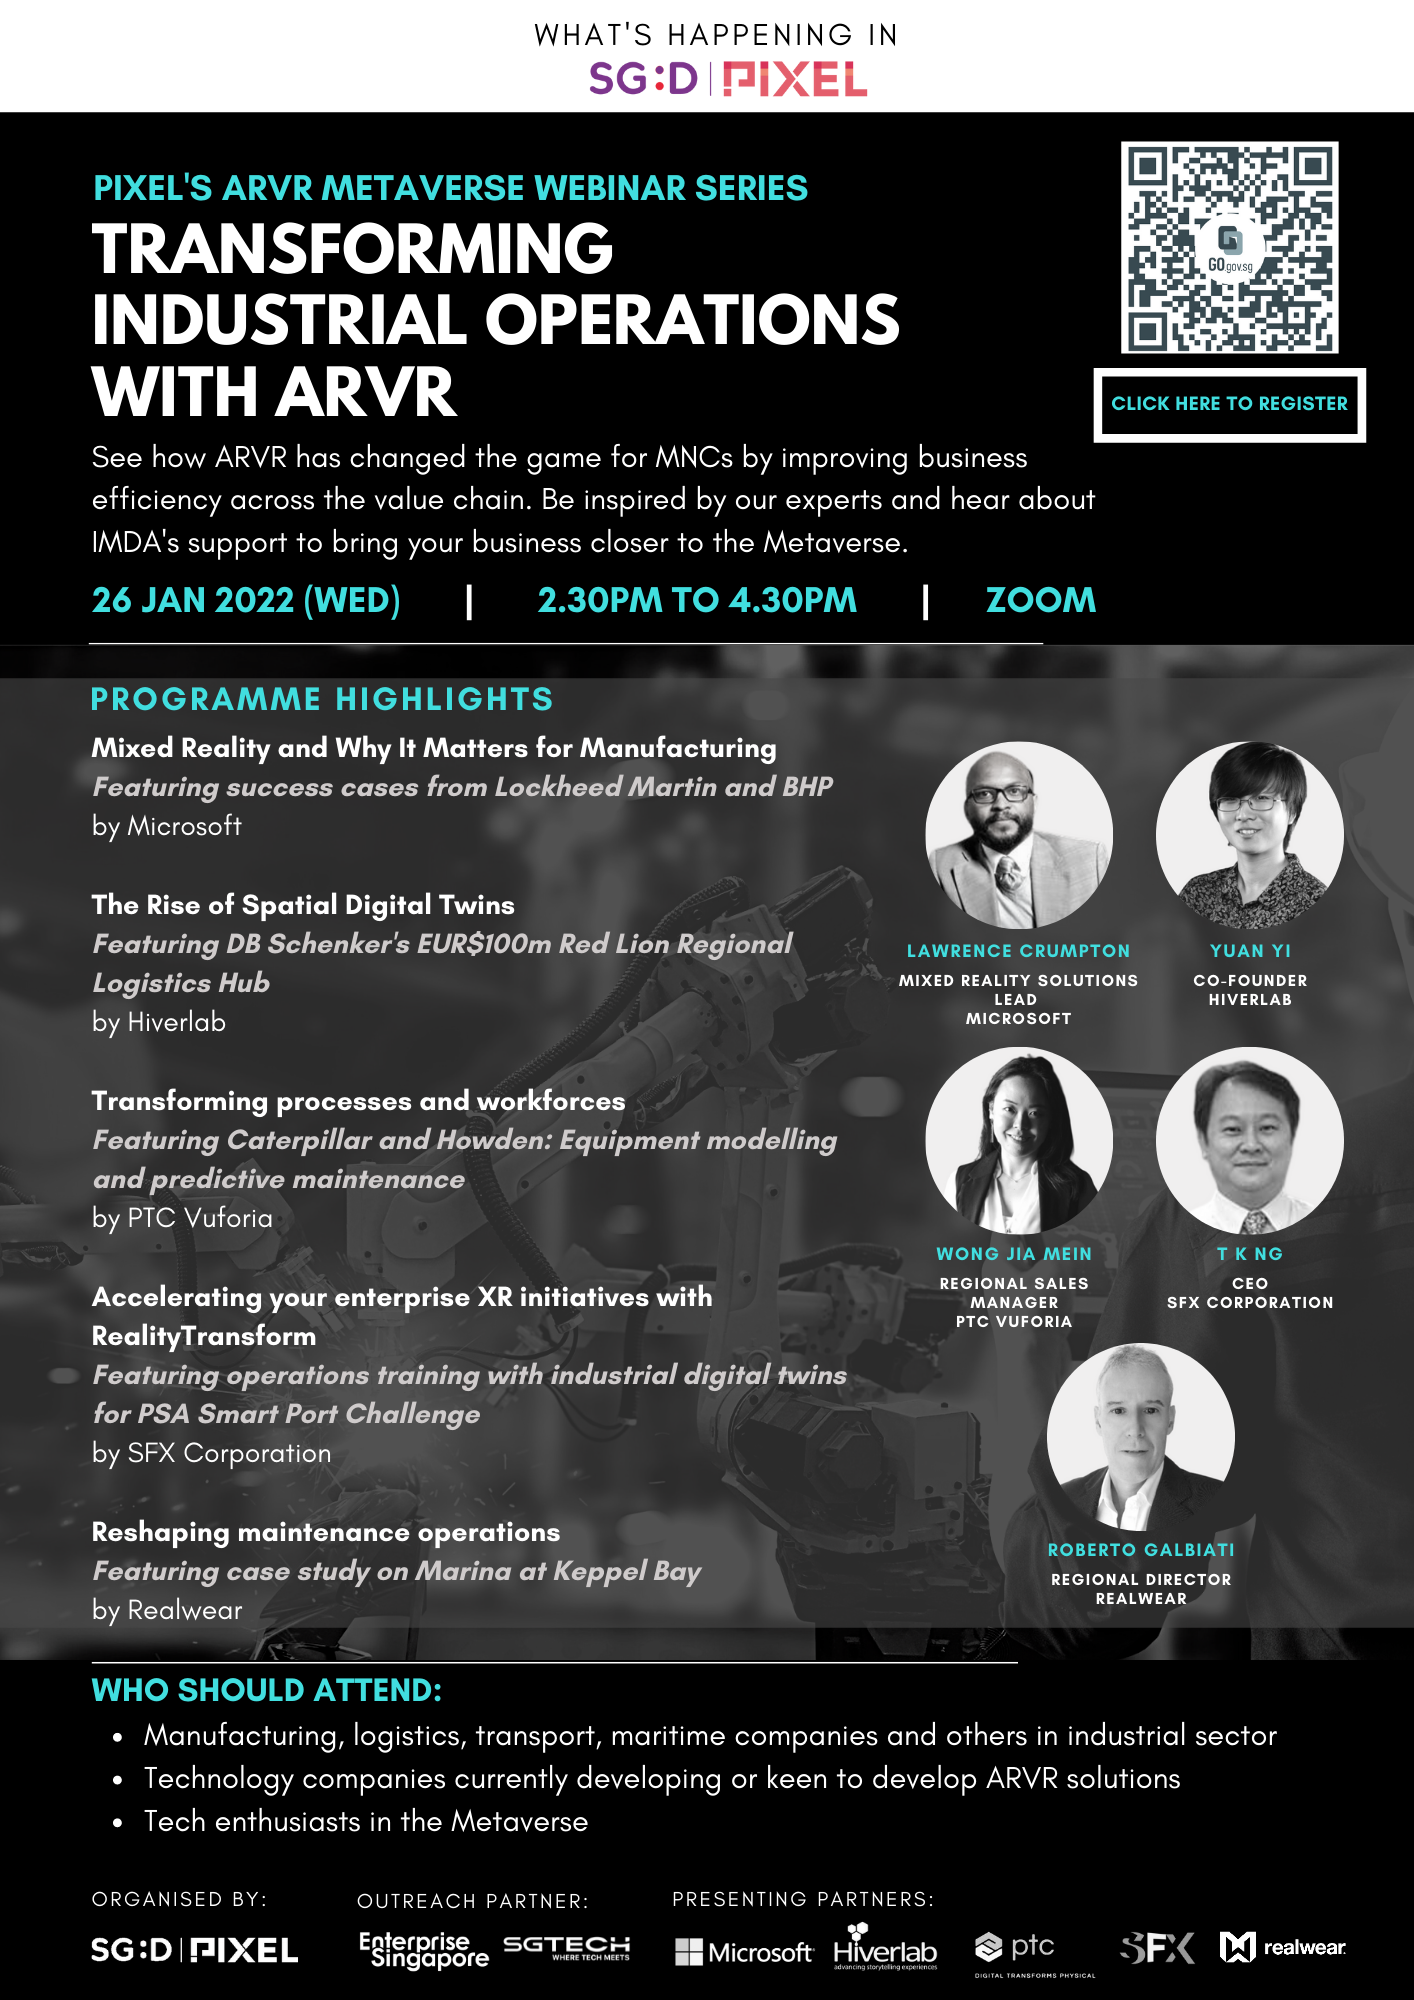 WHAT'S HAPPENING IN
SG:D | PIXEL
PIXEL'S ARVR METAVERSE WEBINAR SERIES
TRANSFORMING
INDUSTRIAL OPERATIONS
WITH ARVR
GO.gov.sg
CLICK HERE TO REGISTER
See how ARVR has changed the game for MNCs by improving business
efficiency across the value chain. Be inspired by our experts and hear about
IMDA's support to bring your business closer to the Metaverse.
26 JAN 2022 (WED) | 2.30PM TO 4.30PM | ZOOM
PROGRAMME HIGHLIGHTS
Mixed Reality and Why It Matters for Manufacturing
Featuring success cases from Lockheed Martin and BHP
by Microsoft
The Rise of Spatial Digital Twins
Featuring DB Schenker's EUR$100m Red Lion Regional
Logistics Hub
by Hiverlab
Transforming processes and workforces
Featuring Caterpillar and Howden: Equipment modelling
and predictive maintenance
by PTC Vuforia
Accelerating your enterprise XR initiatives with
RealityTransform
Featuring operations training with industrial digital twins
for PSA Smart Port Challenge
by SFX Corporation
Reshaping maintenance operations
Featuring case study on Marina at Keppel Bay
by Realwear
LAWRENCE CRUMPTON
MIXED REALITY SOLUTIONS
LEAD
MICROSOFT
YUAN YI
CO-FOUNDER
HIVERLAB
WONG JIA MEIN
REGIONAL SALES
MANAGER
PTC VUFORIA
T K NG
CEO
SFX CORPORATION
ROBERTO GALBIATI
REGIONAL DIRECTOR
REALWEAR
WHO SHOULD ATTEND:
• Manufacturing, logistics, transport, maritime companies and others in industrial sector
• Technology companies currently developing or keen to develop ARVR solutions
• Tech enthusiasts in the Metaverse
ORGANISED BY:
SG:D | PIXEL
OUTREACH PARTNER:
Enterprise
Singapore
SGTECH
WHERE TECH MEETS
PRESENTING PARTNERS:
Microsoft
Hiverlab
advancing storytelling experiences
ptc
DIGITAL TRANSFORMS PHYSICAL
SFX
realwear